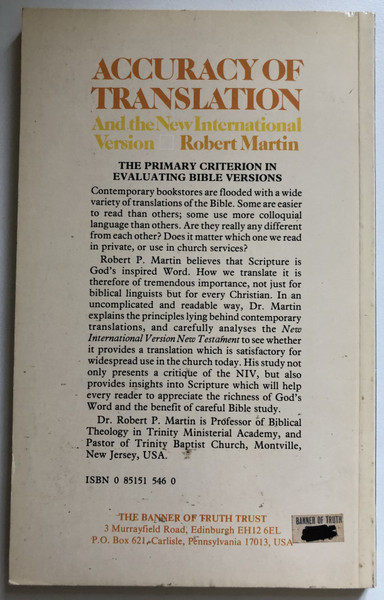 ACCURACY OF
TRANSLATION
And the New International
Version Robert Martin
THE PRIMARY CRITERION IN
EVALUATING BIBLE VERSIONS
Contemporary bookstores are flooded with a wide
variety of translations of the Bible. Some are easier
to read than others; some use more colloquial
language than others. Are they really any different
from each other? Does it matter which one we read
in private, or use in church services?
Robert P. Martin believes that Scripture is
God's inspired Word. How we translate it is
therefore of tremendous importance, not just for
biblical linguists but for every Christian. In an
uncomplicated and readable way, Dr. Martin
explains the principles lying behind contemporary
translations, and carefully analyses the New
International Version New Testament to see whether
it provides a translation which is satisfactory for
widespread use in the church today. His study not
only presents a critique of the NIV, but also
provides insights into Scripture which will help
every reader to appreciate the richness of God's
Word and the benefit of careful Bible study.
Dr. Robert P. Martin is Professor of Biblical
Theology in Trinity Ministerial Academy, and
Pastor of Trinity Baptist Church, Montville,
New Jersey, USA.
ISBN 0 85151 546 0
THE BANNER OF TRUTH TRUST
3 Murrayfield Road, Edinburgh EH12 6EL
P.O. Box 621, Carlisle, Pennsylvania 17013, USA
BANNER OF TRUTH